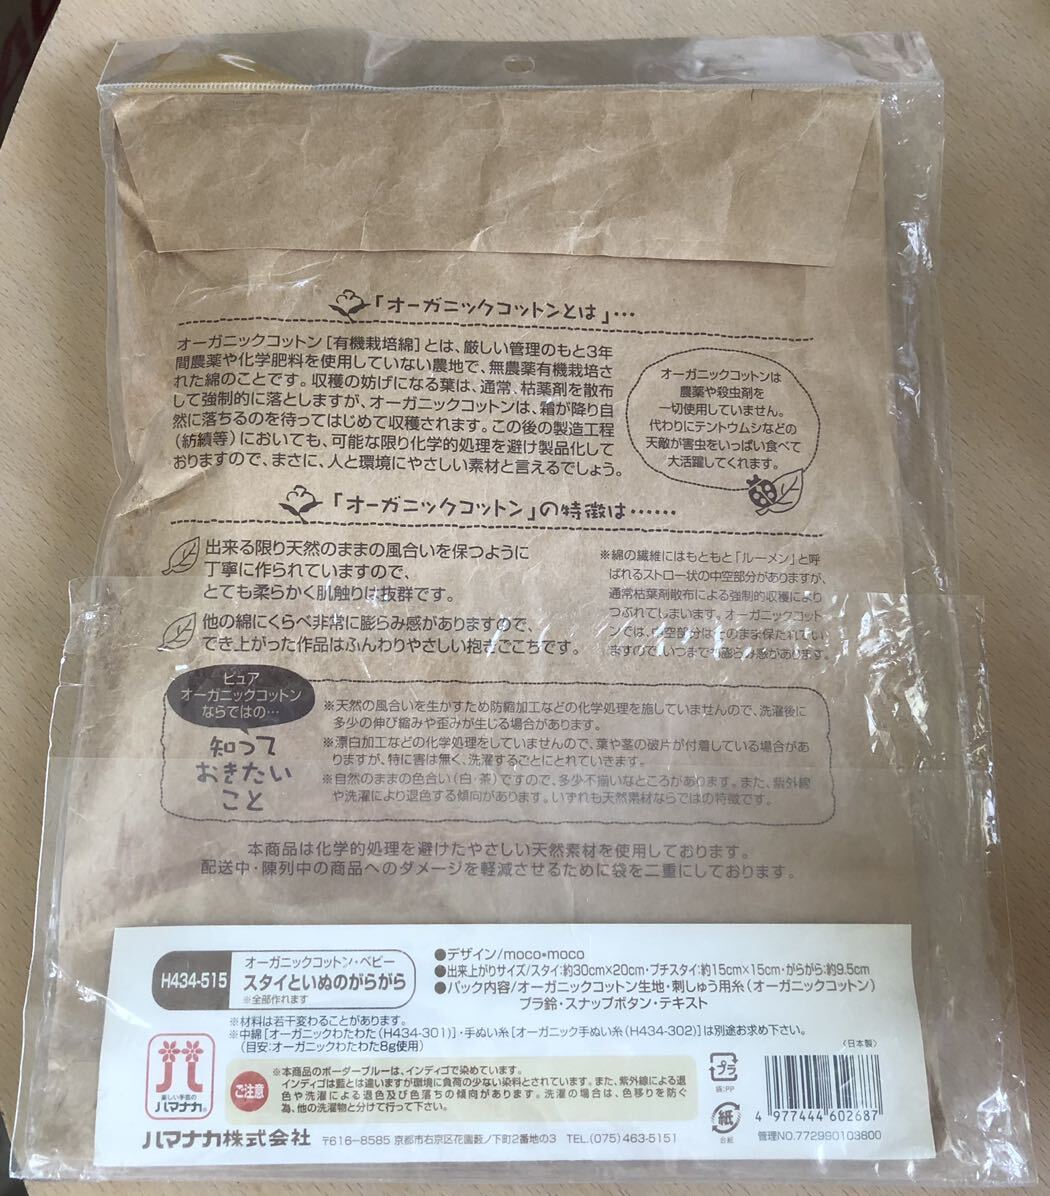 「オーガニックコットンとは」…
オーガニックコットン[有機栽培綿]とは、厳しい管理のもと3年
間農薬や化学肥料を使用していない農地で、無農薬有機栽培さ
れた綿のことです。収穫の妨げになる葉は、通常、枯葉剤を散布
して強制的に落としますが、オーガニックコットンは、霜が降り自
然に落ちるのを待ってはじめて収穫されます。この後の製造工程
(紡績等)においても、可能な限り化学的処理を避け製品化して
おりますので、まさに、人と環境にやさしい素材と言えるでしょう。
オーガニックコットンは
農薬や殺虫剤を
一切使用していません。
代わりにテントウムシなどの
天敵が害虫をいっぱい食べて
大活躍してくれます。
「オーガニックコットン」の特徴は……
出来る限り天然のままの風合いを保つように
丁寧に作られていますので、
とても柔らかく肌触りは抜群です。
他の綿にくらべ非常に膨らみ感がありますので、
でき上がった作品はふんわりやさしい抱きごこちです。
※綿の繊維にはもともと「ルーメン」と呼
ばれるストロー状の中空部分がありますが、
通常枯葉剤散布による強制的収穫により
つぶれてしまいます。オーガニックコット
ンでは、中空部分はそのまま保たれてい
ますので、いつまでも膨らみ感があります。
ピュア
オーガニックコットン
ならではの…
知って
おきたい
こと
※天然の風合いを生かすため防縮加工などの化学処理を施していませんので、洗濯後に
多少の伸び縮みや歪みが生じる場合があります。
※漂白加工などの化学処理をしていませんので、葉や茎の破片が付着している場合があ
りますが、特に害は無く、洗濯するごとにとれていきます。
※自然のままの色合い(白・茶)ですので、多少不揃いなところがあります。また、紫外線
や洗濯により退色する傾向があります。いずれも天然素材ならではの特徴です。
本商品は化学的処理を避けたやさしい天然素材を使用しております。
配送中・陳列中の商品へのダメージを軽減させるために袋を二重にしております。
H434-515
オーガニックコットン・ベビー
スタイといぬのがらがら
※全部作れます
●デザイン/moco*moco
●出来上がりサイズ/スタイ:約30cm×20cm・プチスタイ:約15cm×15cm・がらがら:約9.5cm
●パック内容/オーガニックコットン生地・刺しゅう用糸(オーガニックコットン)
プラ鈴・スナップボタン・テキスト
※材料は若干変わることがあります。
※中綿[オーガニックわたわた(H434-301)]・手ぬい糸[オーガニック手ぬい糸(H434-302)]は別途お求め下さい。
(目安:オーガニックわたわた8g使用)
〈日本製〉
楽しい手芸の
ハマナカ®
ご注意
※本商品のボーダーブルーは、インディゴで染めています。
インディゴは藍とは違いますが環境に負荷の少ない染料とされています。また、紫外線による退
色や洗濯による退色及び色落ちの傾向があります。洗濯の場合は、色移りを防ぐ
為、他の洗濯物と分けて行って下さい。
プラ
袋:PP
紙
台紙
4 977444 602687
管理NO.772990103800
ハマナカ株式会社 〒616-8585 京都市右京区花園薮ノ下町2番地の3 TEL.(075)463-5151